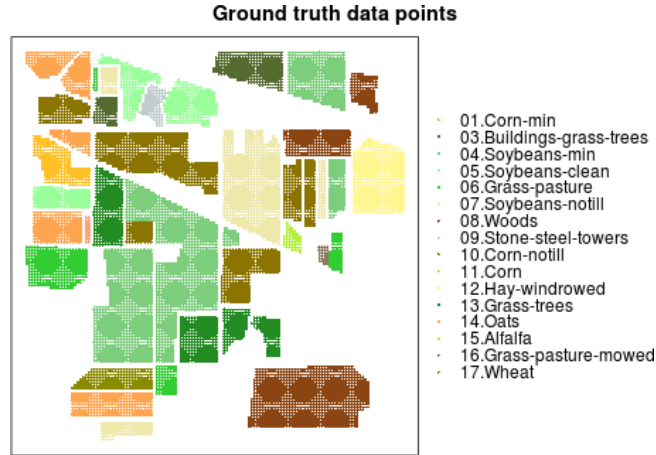 Ground truth data points
01.Corn-min
03.Buildings-grass-trees
04.Soybeans-min
05.Soybeans-clean
06.Grass-pasture
07.Soybeans-notill
08.Woods
09.Stone-steel-towers
10.Corn-notill
11.Corn
12.Hay-windrowed
13.Grass-trees
14.Oats
15.Alfalfa
16.Grass-pasture-mowed
17.Wheat